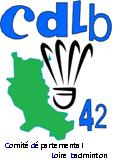 CdLb
42
Comité départemental
Loire badminton